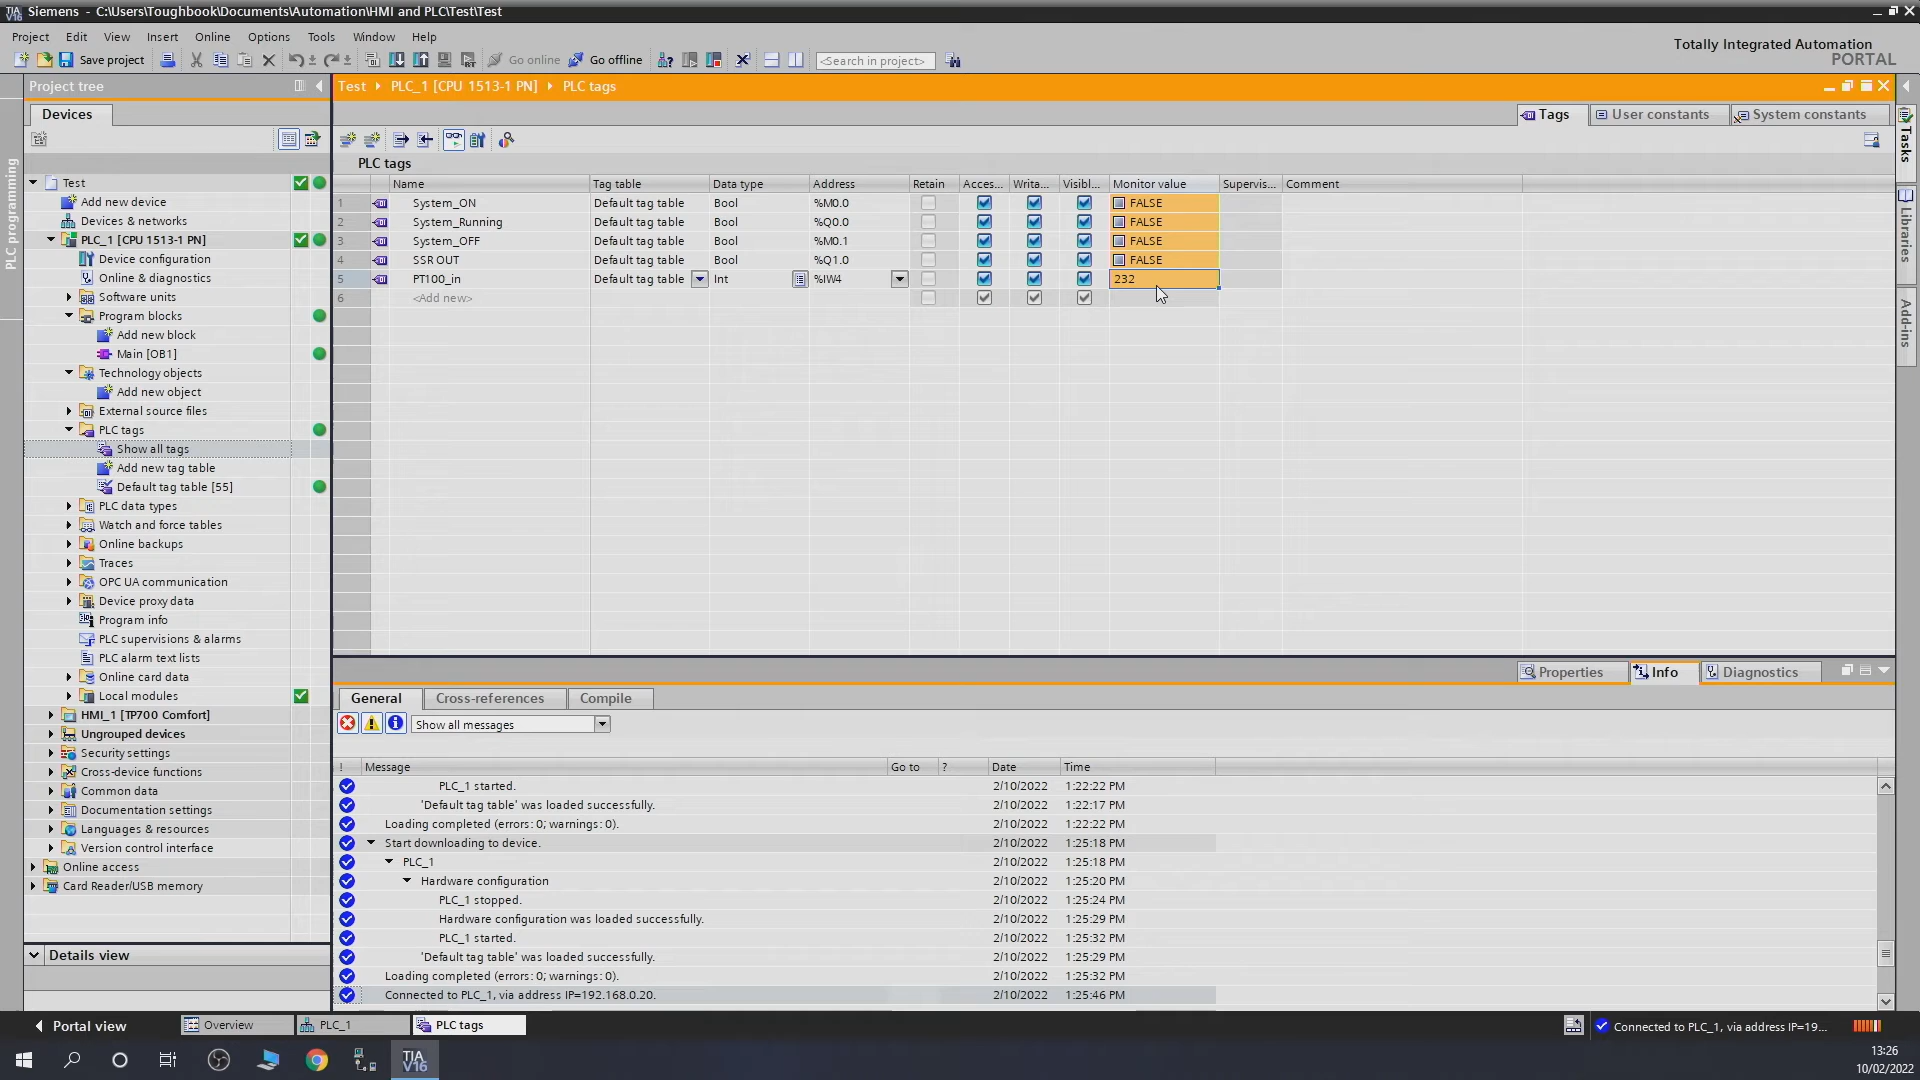 Siemens - C:\Users\Toughbook\Documents\Automation\HMI and PLC\Test\Test
Project Edit View Insert Online Options Tools Window Help
Totally Integrated Automation
PORTAL
Save project Go online Go offline <Search in project>
Project tree
Test PLC_1 [CPU 1513-1 PN] PLC tags
Devices
Tags User constants System constants
PLC programming
Tasks
Libraries
Add-ins
PLC tags
Name Tag table Data type Address Retain Acces... Writa... Visibl... Monitor value Supervis... Comment
1 System_ON Default tag table Bool %M0.0 FALSE
2 System_Running Default tag table Bool %Q0.0 FALSE
3 System_OFF Default tag table Bool %M0.1 FALSE
4 SSR OUT Default tag table Bool %Q1.0 FALSE
5 PT100_in Default tag table Int %IW4 232
6 <Add new>
Test
Add new device
Devices & networks
PLC_1 [CPU 1513-1 PN]
Device configuration
Online & diagnostics
Software units
Program blocks
Add new block
Main [OB1]
Technology objects
Add new object
External source files
PLC tags
Show all tags
Add new tag table
Default tag table [55]
PLC data types
Watch and force tables
Online backups
Traces
OPC UA communication
Device proxy data
Program info
PLC supervisions & alarms
PLC alarm text lists
Online card data
Local modules
HMI_1 [TP700 Comfort]
Ungrouped devices
Security settings
Cross-device functions
Common data
Documentation settings
Languages & resources
Version control interface
Online access
Card Reader/USB memory
Details view
Properties Info Diagnostics
General Cross-references Compile
Show all messages
! Message Go to ? Date Time
PLC_1 started. 2/10/2022 1:22:22 PM
'Default tag table' was loaded successfully. 2/10/2022 1:22:17 PM
Loading completed (errors: 0; warnings: 0). 2/10/2022 1:22:22 PM
Start downloading to device. 2/10/2022 1:25:18 PM
PLC_1 2/10/2022 1:25:18 PM
Hardware configuration 2/10/2022 1:25:20 PM
PLC_1 stopped. 2/10/2022 1:25:24 PM
Hardware configuration was loaded successfully. 2/10/2022 1:25:29 PM
PLC_1 started. 2/10/2022 1:25:32 PM
'Default tag table' was loaded successfully. 2/10/2022 1:25:29 PM
Loading completed (errors: 0; warnings: 0). 2/10/2022 1:25:32 PM
Connected to PLC_1, via address IP=192.168.0.20. 2/10/2022 1:25:46 PM
Portal view Overview PLC_1 PLC tags Connected to PLC_1, via address IP=19...
TIA V16
13:26
10/02/2022